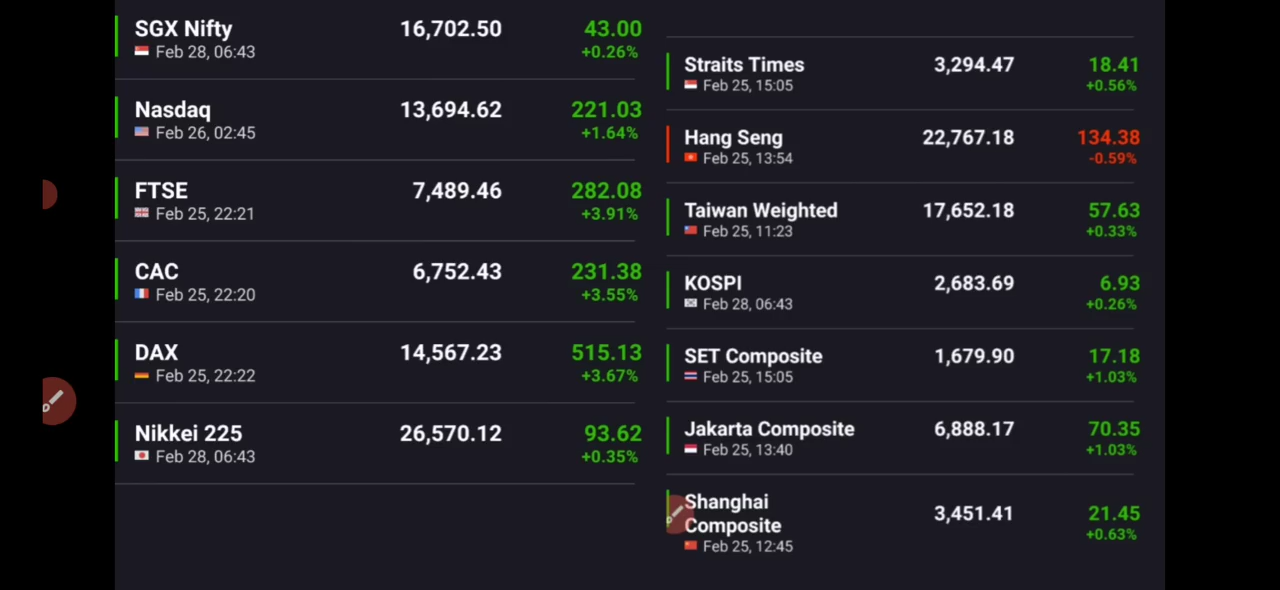 SGX Nifty 16,702.50 43.00
Feb 28, 06:43 +0.26%
Nasdaq 13,694.62 221.03
Feb 26, 02:45 +1.64%
FTSE 7,489.46 282.08
Feb 25, 22:21 +3.91%
CAC 6,752.43 231.38
Feb 25, 22:20 +3.55%
DAX 14,567.23 515.13
Feb 25, 22:22 +3.67%
Nikkei 225 26,570.12 93.62
Feb 28, 06:43 +0.35%
Straits Times 3,294.47 18.41
Feb 25, 15:05 +0.56%
Hang Seng 22,767.18 134.38
Feb 25, 13:54 -0.59%
Taiwan Weighted 17,652.18 57.63
Feb 25, 11:23 +0.33%
KOSPI 2,683.69 6.93
Feb 28, 06:43 +0.26%
SET Composite 1,679.90 17.18
Feb 25, 15:05 +1.03%
Jakarta Composite 6,888.17 70.35
Feb 25, 13:40 +1.03%
Shanghai
Composite 3,451.41 21.45
Feb 25, 12:45 +0.63%